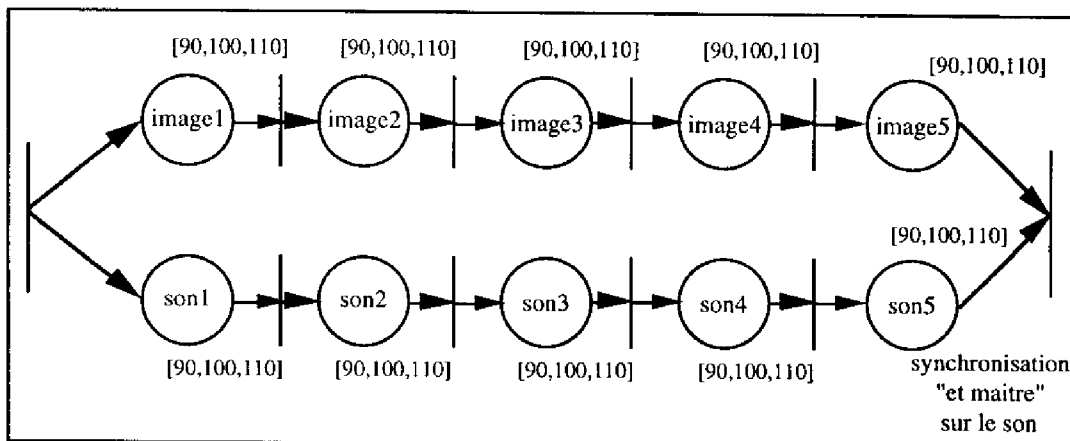 [90,100,110] [90,100,110] [90,100,110] [90,100,110] [90,100,110]
image1 image2 image3 image4 image5
[90,100,110]
son1 son2 son3 son4 son5
[90,100,110] [90,100,110] [90,100,110] [90,100,110]
synchronisation
"et maitre"
sur le son